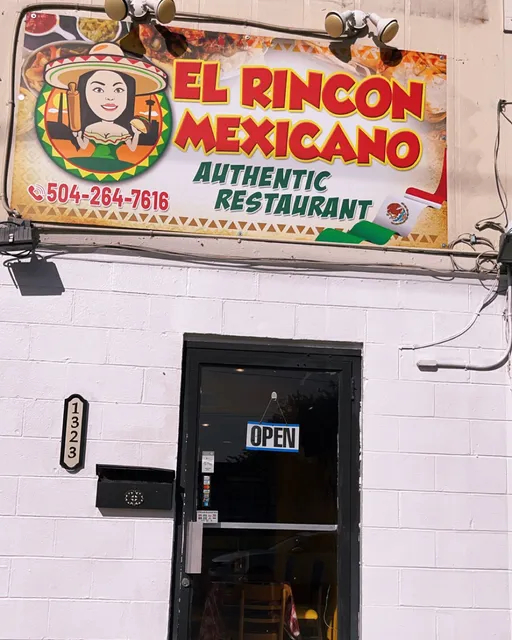 EL RINCON
MEXICANO
AUTHENTIC
RESTAURANT
504-264-7616
OPEN
1323